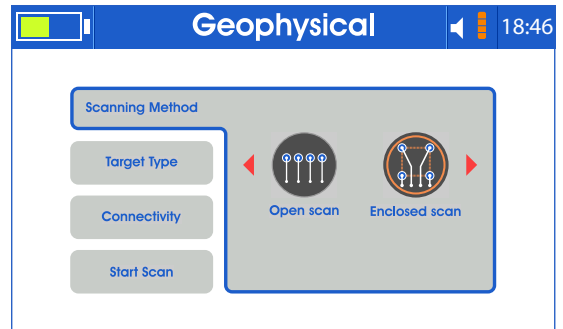 Geophysical
18:46
Scanning Method
Target Type
Connectivity
Start Scan
Open scan
Enclosed scan